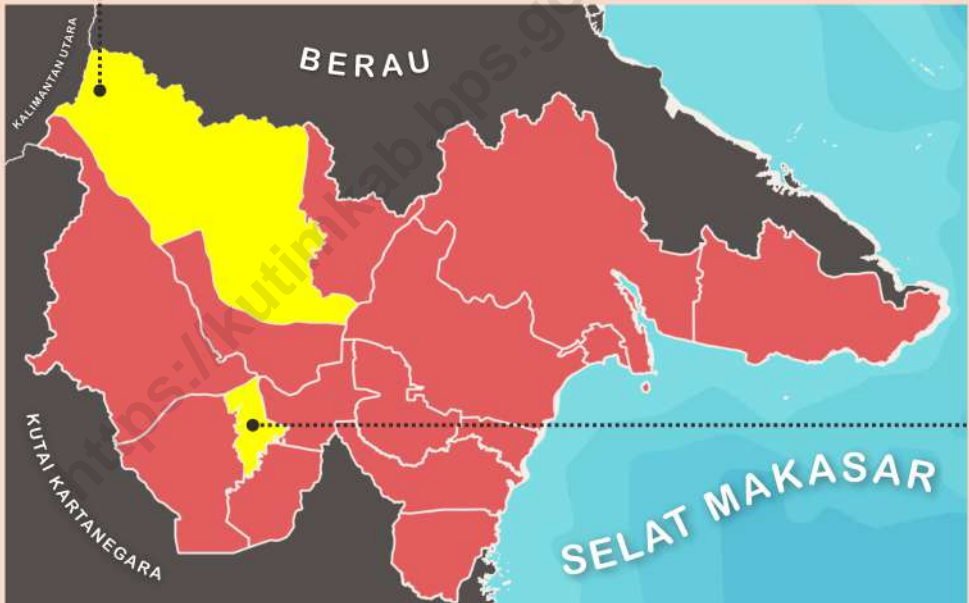 KALIMANTAN UTARA
BERAU
https://kutimkab.bps.go
KUTAI KARTANEGARA
SELAT MAKASAR